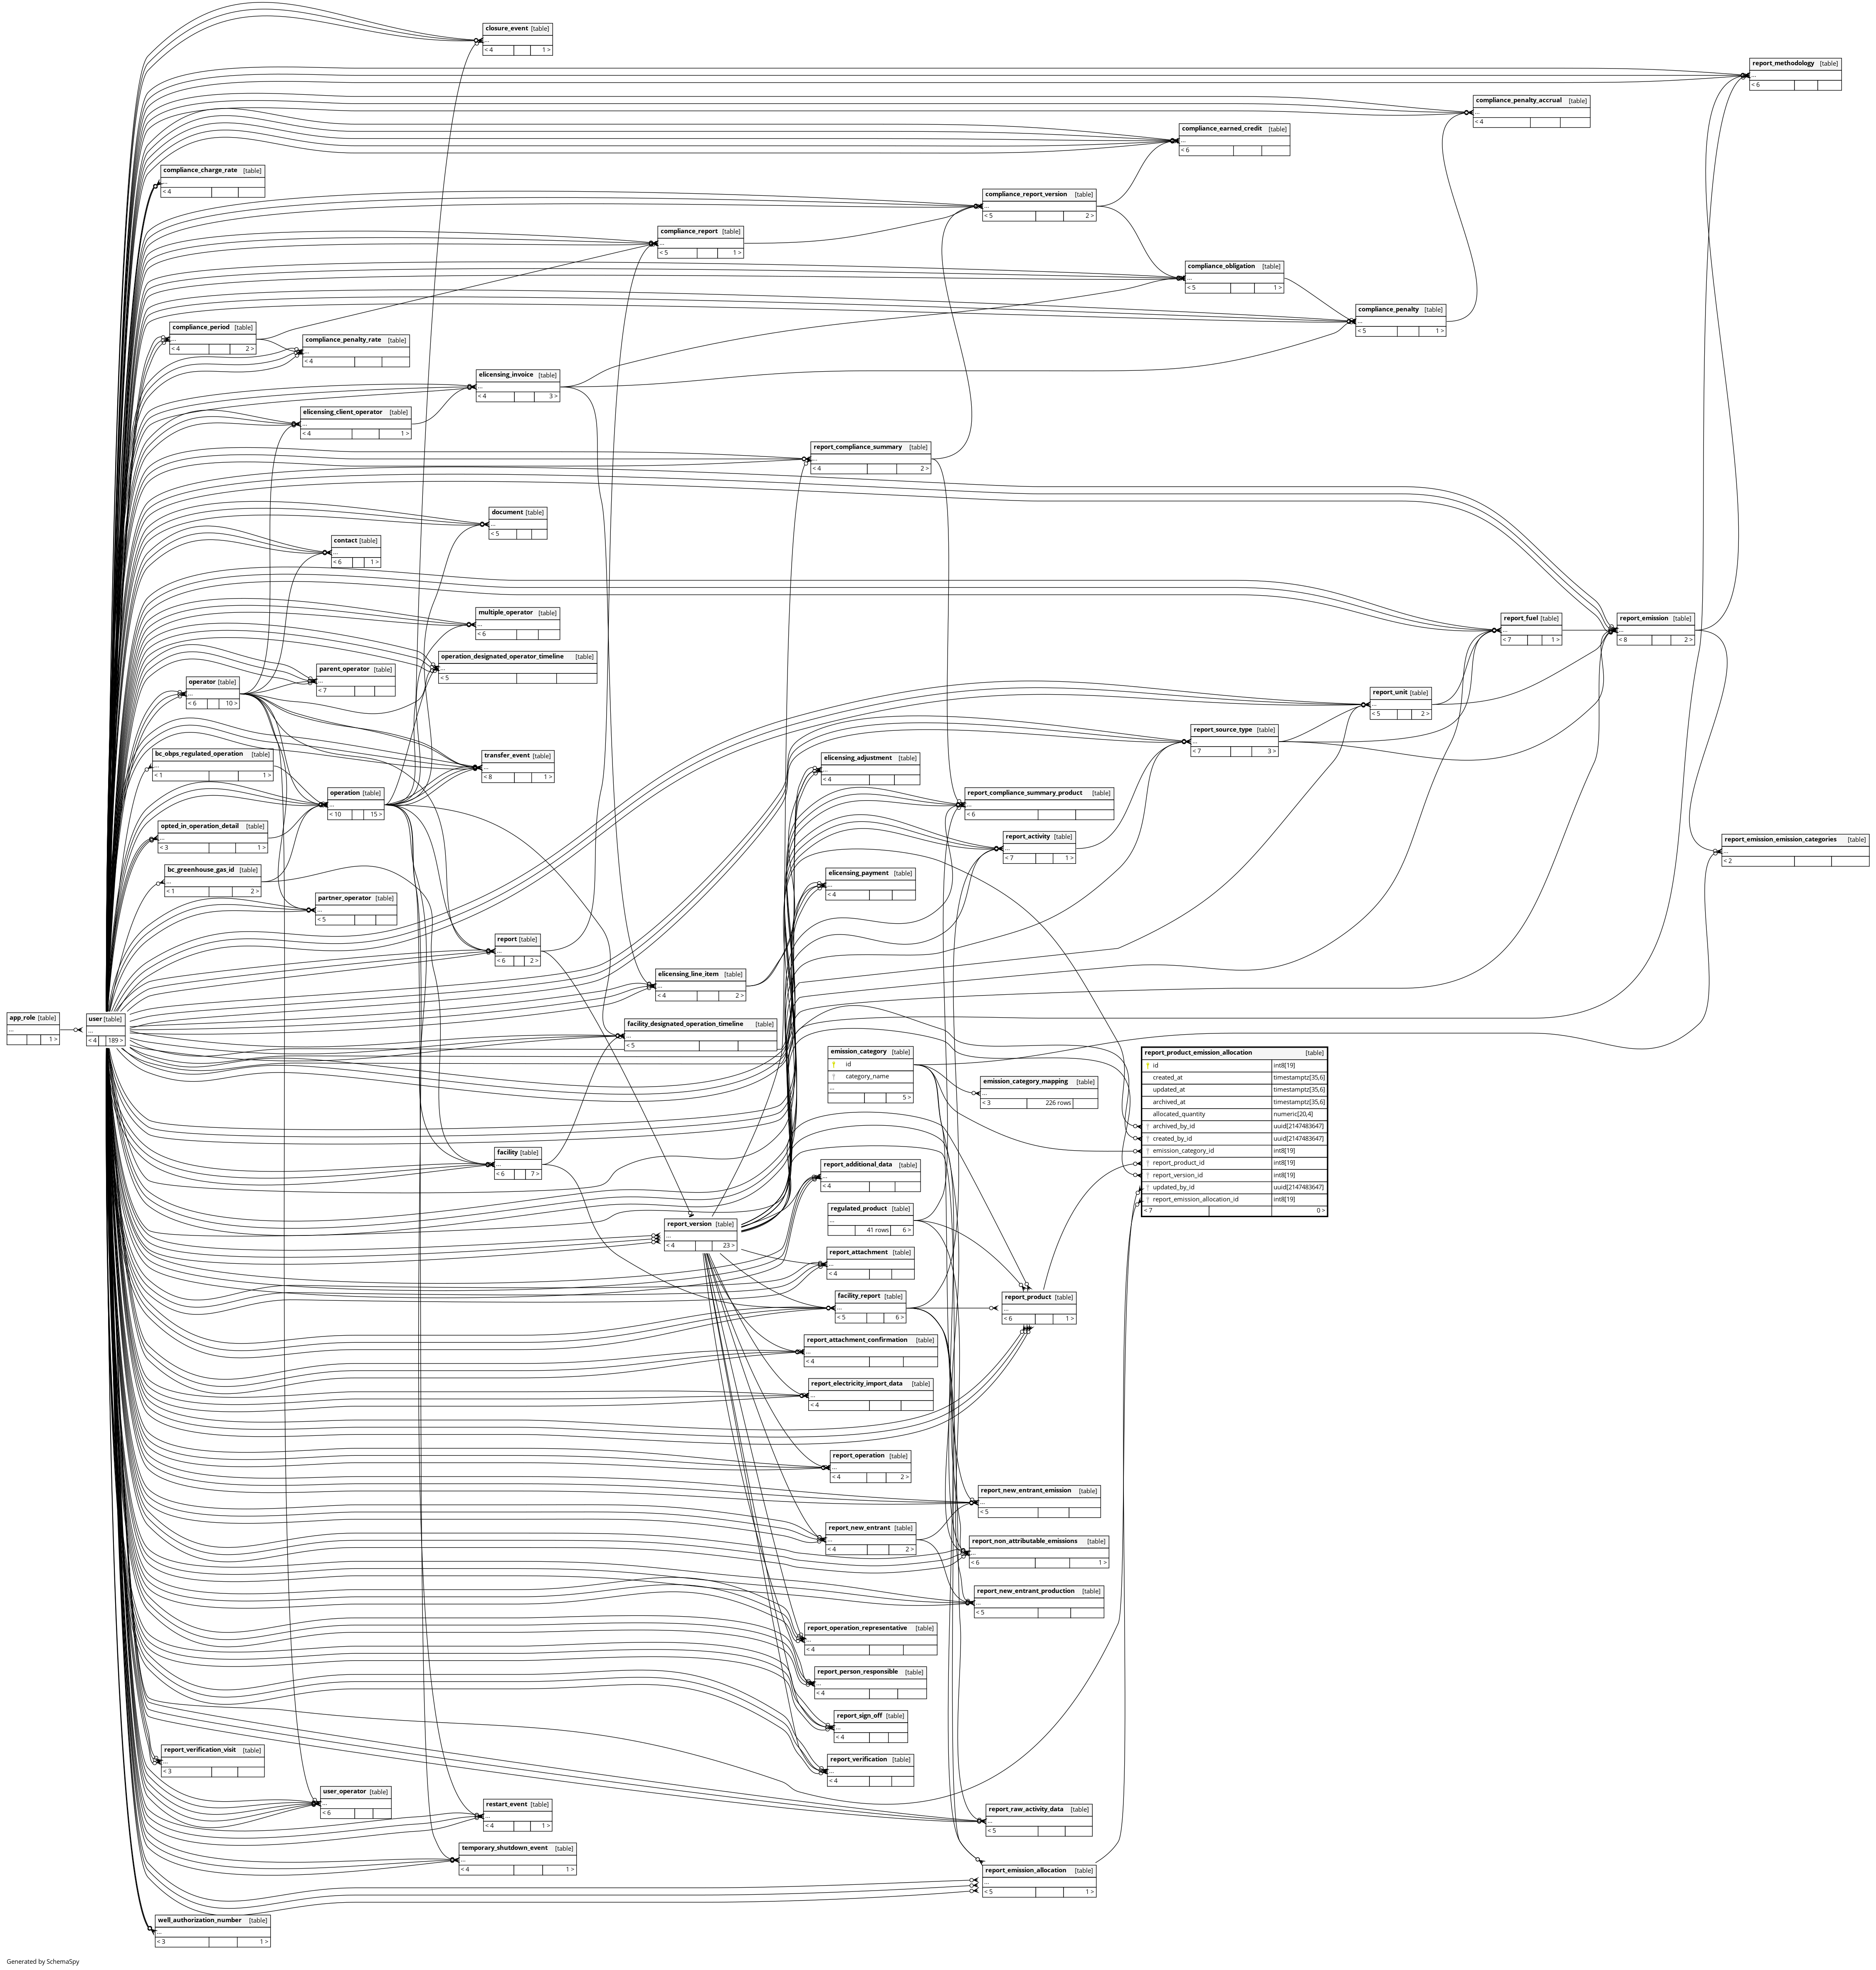 closure_event [table]
...
< 4 1 >
report_methodology [table]
...
< 6
compliance_penalty_accrual [table]
...
< 4
compliance_earned_credit [table]
...
< 6
compliance_charge_rate [table]
...
< 4
compliance_report_version [table]
...
< 5 2 >
compliance_report [table]
...
< 5 1 >
compliance_obligation [table]
...
< 5 1 >
compliance_penalty [table]
...
< 5 1 >
compliance_period [table]
...
< 4 2 >
compliance_penalty_rate [table]
...
< 4
elicensing_invoice [table]
...
< 4 3 >
elicensing_client_operator [table]
...
< 4 1 >
report_compliance_summary [table]
...
< 4 2 >
document [table]
...
< 5
contact [table]
...
< 6 1 >
multiple_operator [table]
...
< 6
report_fuel [table]
...
< 7 1 >
report_emission [table]
...
< 8 2 >
operation_designated_operator_timeline [table]
...
< 5
parent_operator [table]
...
< 7
operator [table]
...
< 6 10 >
report_unit [table]
...
< 5 2 >
report_source_type [table]
...
< 7 3 >
bc_obps_regulated_operation [table]
...
< 1 1 >
transfer_event [table]
...
< 8 1 >
elicensing_adjustment [table]
...
< 4
operation [table]
...
< 10 15 >
report_compliance_summary_product [table]
...
< 6
opted_in_operation_detail [table]
...
< 3 1 >
report_activity [table]
...
< 7 1 >
report_emission_emission_categories [table]
...
< 2
bc_greenhouse_gas_id [table]
...
< 1 2 >
elicensing_payment [table]
...
< 4
partner_operator [table]
...
< 5
report [table]
...
< 6 2 >
elicensing_line_item [table]
...
< 4 2 >
app_role [table]
...
1 >
user [table]
...
< 4 189 >
facility_designated_operation_timeline [table]
...
< 5
emission_category [table]
id
category_name
...
5 >
emission_category_mapping [table]
...
< 3 226 rows
report_product_emission_allocation [table]
id int8[19]
created_at timestamptz[35,6]
updated_at timestamptz[35,6]
archived_at timestamptz[35,6]
allocated_quantity numeric[20,4]
archived_by_id uuid[2147483647]
created_by_id uuid[2147483647]
emission_category_id int8[19]
report_product_id int8[19]
report_version_id int8[19]
updated_by_id uuid[2147483647]
report_emission_allocation_id int8[19]
< 7 0 >
facility [table]
...
< 6 7 >
report_additional_data [table]
...
< 4
regulated_product [table]
...
41 rows 6 >
report_version [table]
...
< 4 23 >
report_attachment [table]
...
< 4
facility_report [table]
...
< 5 6 >
report_product [table]
...
< 6 1 >
report_attachment_confirmation [table]
...
< 4
report_electricity_import_data [table]
...
< 4
report_operation [table]
...
< 4 2 >
report_new_entrant_emission [table]
...
< 5
report_new_entrant [table]
...
< 4 2 >
report_non_attributable_emissions [table]
...
< 6 1 >
report_new_entrant_production [table]
...
< 5
report_operation_representative [table]
...
< 4
report_person_responsible [table]
...
< 4
report_sign_off [table]
...
< 4
report_verification_visit [table]
...
< 3
report_verification [table]
...
< 4
user_operator [table]
...
< 6
restart_event [table]
...
< 4 1 >
report_raw_activity_data [table]
...
< 5
temporary_shutdown_event [table]
...
< 4 1 >
report_emission_allocation [table]
...
< 5 1 >
well_authorization_number [table]
...
< 3 1 >
Generated by SchemaSpy